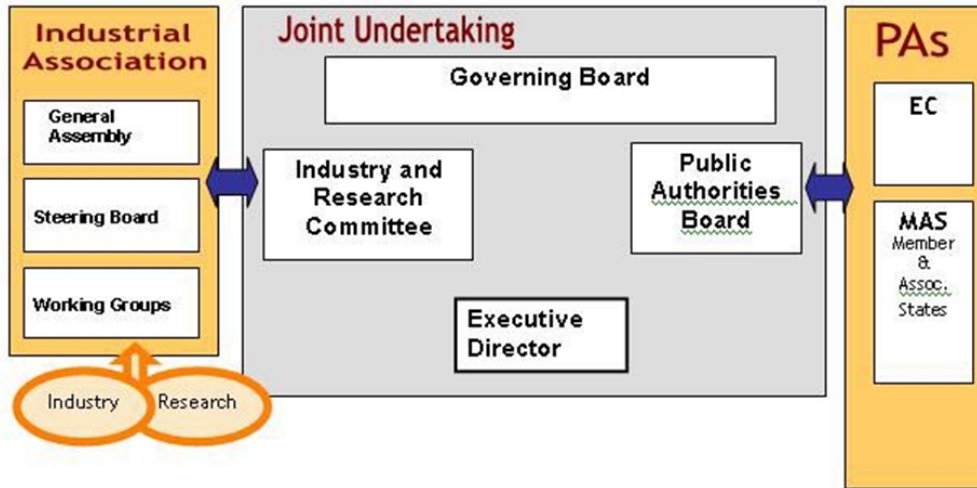 Industrial
Association
General
Assembly
Steering Board
Working Groups
Industry
Research
Joint Undertaking
Governing Board
Industry and
Research
Committee
Public
Authorities
Board
Executive
Director
PAs
EC
MAS
Member
&
Assoc.
States